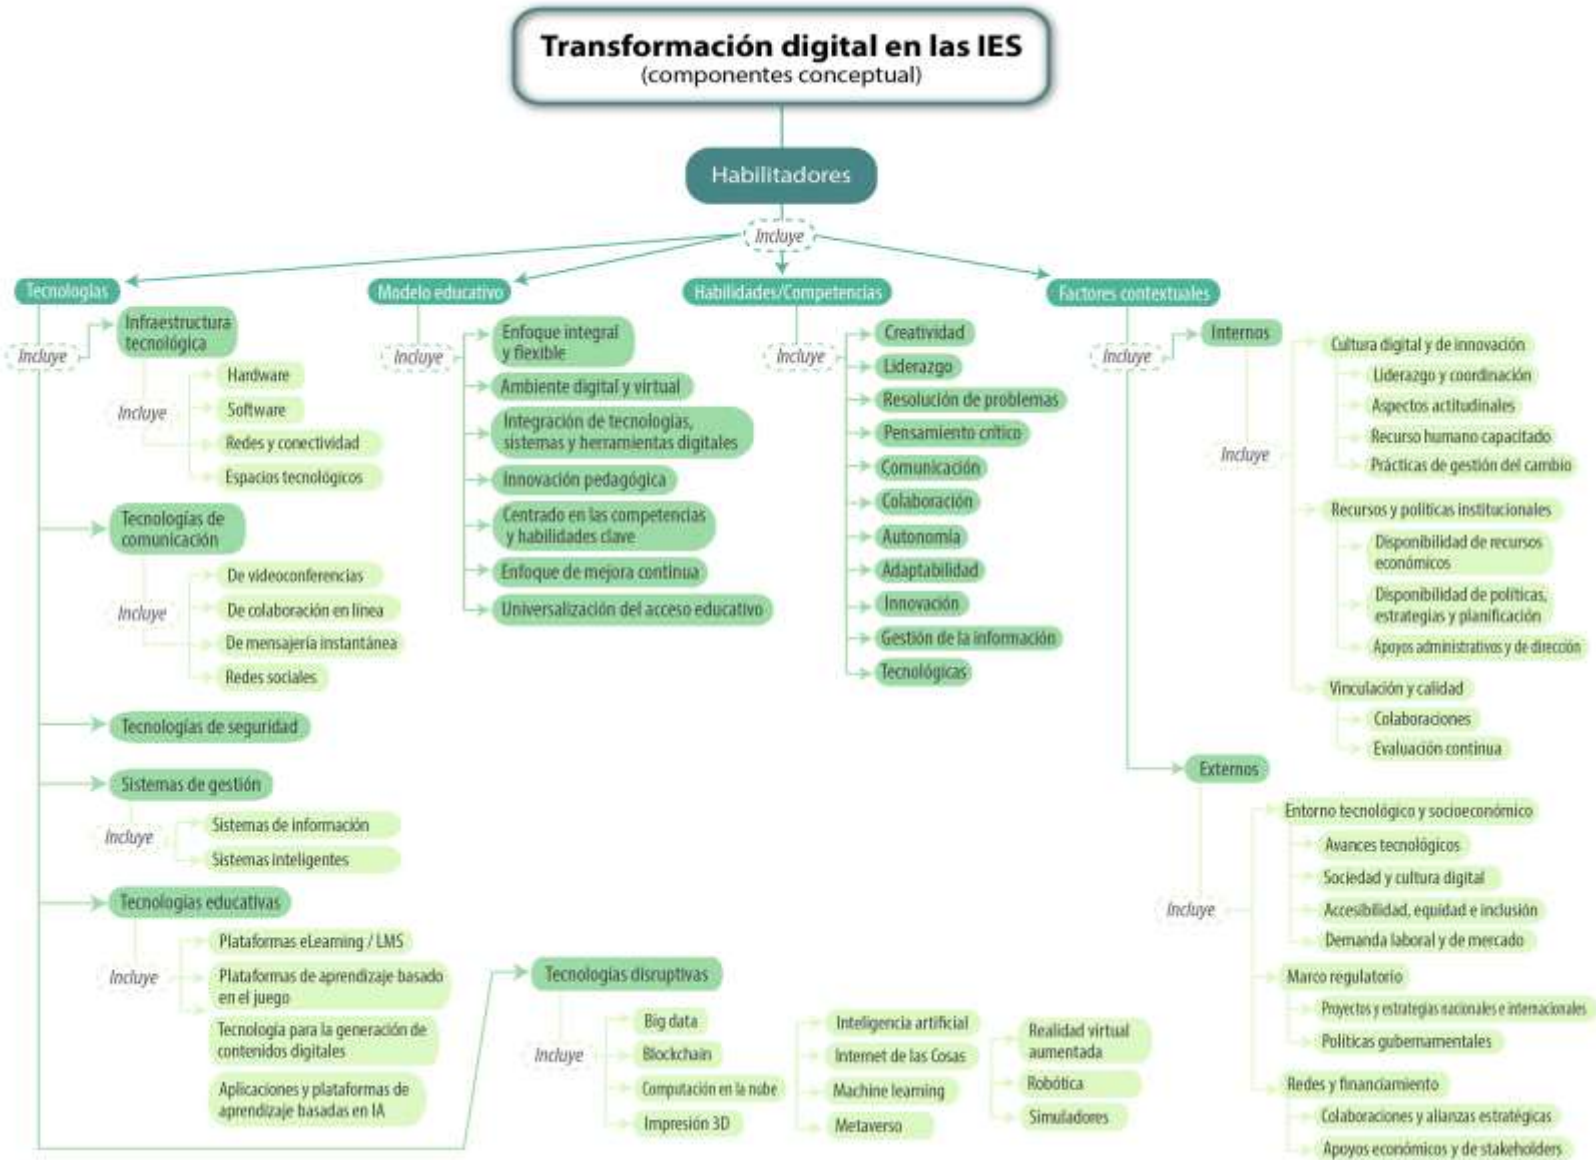 Transformación digital en las IES
(componentes conceptual)
Habilitadores
Incluye
Tecnologías
Incluye
Infraestructura
tecnológica
Incluye
Hardware
Software
Redes y conectividad
Espacios tecnológicos
Tecnologías de
comunicación
Incluye
De videoconferencias
De colaboración en línea
De mensajería instantánea
Redes sociales
Tecnologías de seguridad
Sistemas de gestión
Incluye
Sistemas de información
Sistemas inteligentes
Tecnologías educativas
Incluye
Plataformas eLearning / LMS
Plataformas de aprendizaje basado
en el juego
Tecnología para la generación de
contenidos digitales
Aplicaciones y plataformas de
aprendizaje basadas en IA
Tecnologías disruptivas
Incluye
Big data
Blockchain
Computación en la nube
Impresión 3D
Inteligencia artificial
Internet de las Cosas
Machine learning
Metaverso
Realidad virtual
aumentada
Robótica
Simuladores
Modelo educativo
Incluye
Enfoque integral
y flexible
Ambiente digital y virtual
Integración de tecnologías,
sistemas y herramientas digitales
Innovación pedagógica
Centrado en las competencias
y habilidades clave
Enfoque de mejora continua
Universalización del acceso educativo
Habilidades/Competencias
Incluye
Creatividad
Liderazgo
Resolución de problemas
Pensamiento crítico
Comunicación
Colaboración
Autonomía
Adaptabilidad
Innovación
Gestión de la información
Tecnológicas
Factores contextuales
Incluye
Internos
Incluye
Cultura digital y de innovación
Liderazgo y coordinación
Aspectos actitudinales
Recurso humano capacitado
Prácticas de gestión del cambio
Recursos y políticas institucionales
Disponibilidad de recursos
económicos
Disponibilidad de políticas,
estrategias y planificación
Apoyos administrativos y de dirección
Vinculación y calidad
Colaboraciones
Evaluación continua
Externos
Incluye
Entorno tecnológico y socioeconómico
Avances tecnológicos
Sociedad y cultura digital
Accesibilidad, equidad e inclusión
Demanda laboral y de mercado
Marco regulatorio
Proyectos y estrategias nacionales e internacionales
Políticas gubernamentales
Redes y financiamiento
Colaboraciones y alianzas estratégicas
Apoyos económicos y de stakeholders